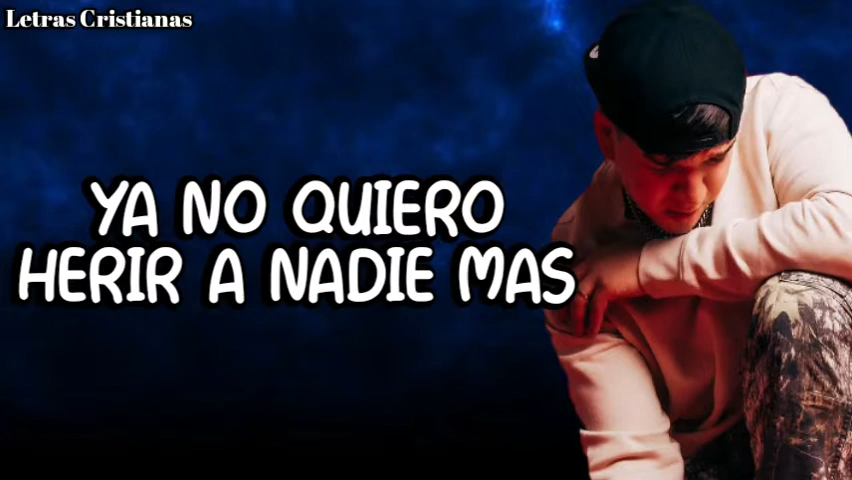 Letras Cristianas
YA NO QUIERO
HERIR A NADIE MAS